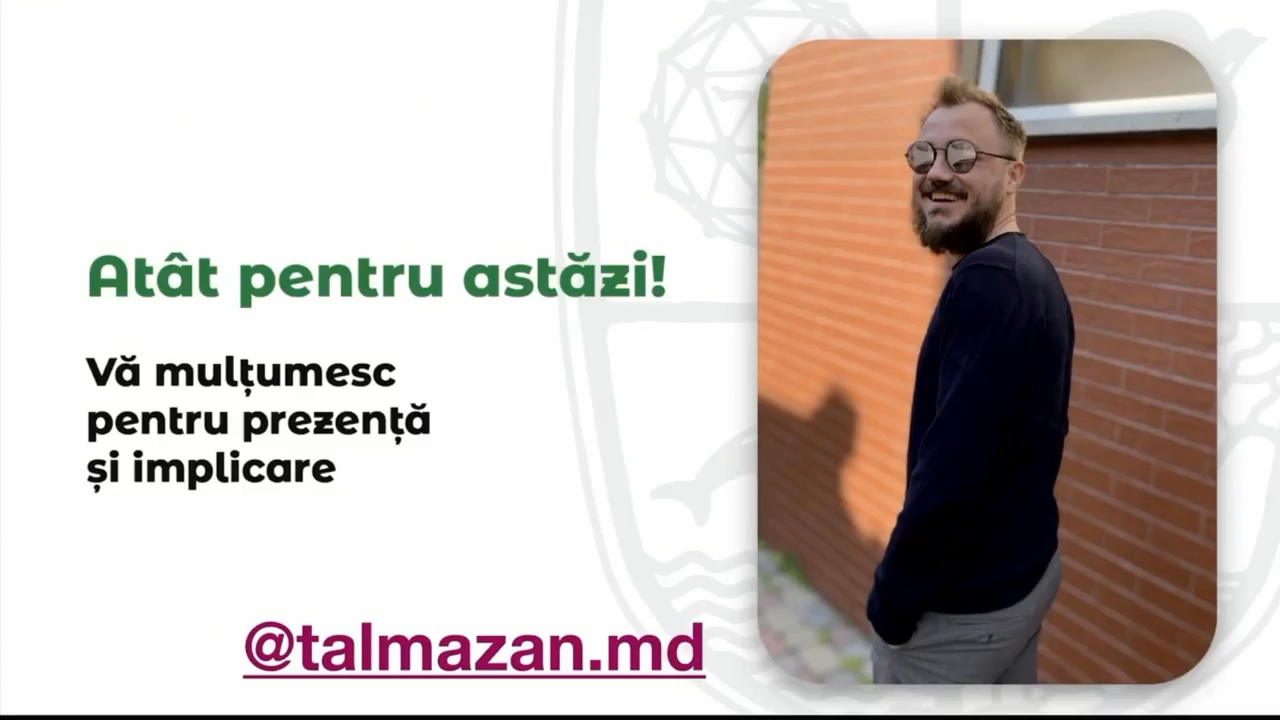 Atât pentru astăzi!
Vă mulțumesc
pentru prezență
și implicare
@talmazan.md